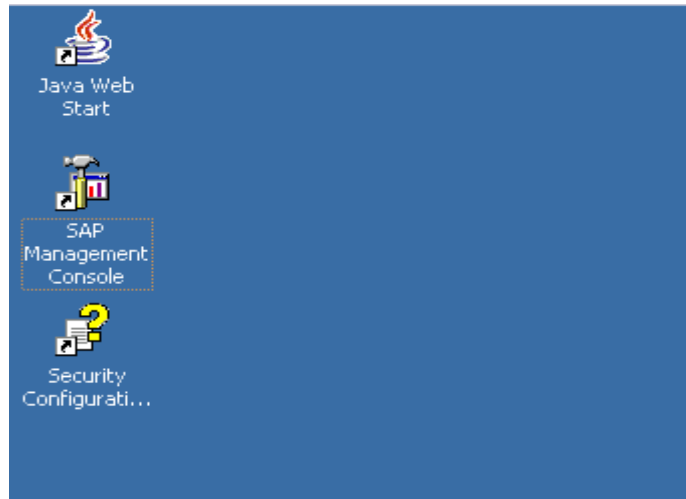 Java Web
Start
SAP
Management
Console
Security
Configurati...